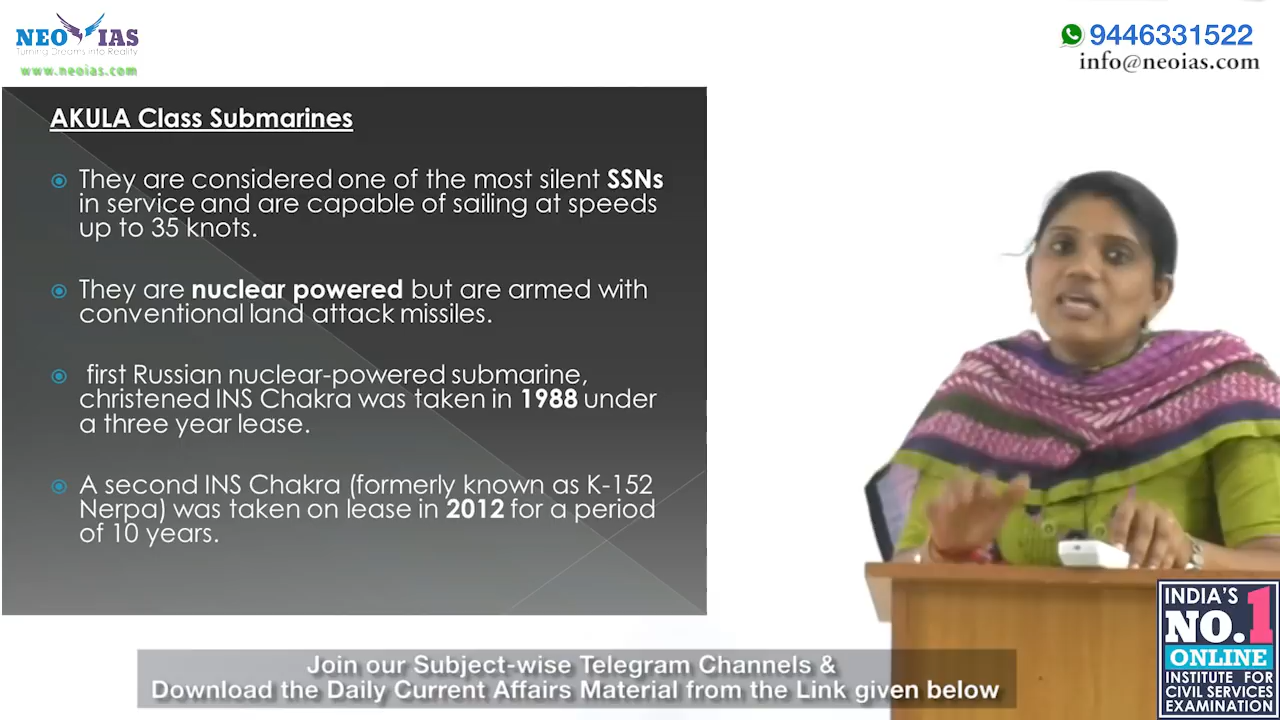 NEO IAS
Turning Dreams into Reality
www.neoias.com
9446331522
info@neoias.com
AKULA Class Submarines
They are considered one of the most silent SSNs
in service and are capable of sailing at speeds
up to 35 knots.
They are nuclear powered but are armed with
conventional land attack missiles.
first Russian nuclear-powered submarine,
christened INS Chakra was taken in 1988 under
a three year lease.
A second INS Chakra (formerly known as K-152
Nerpa) was taken on lease in 2012 for a period
of 10 years.
INDIA'S
NO.1
ONLINE
INSTITUTE FOR
CIVIL SERVICES
EXAMINATION
Join our Subject-wise Telegram Channels &
Download the Daily Current Affairs Material from the Link given below